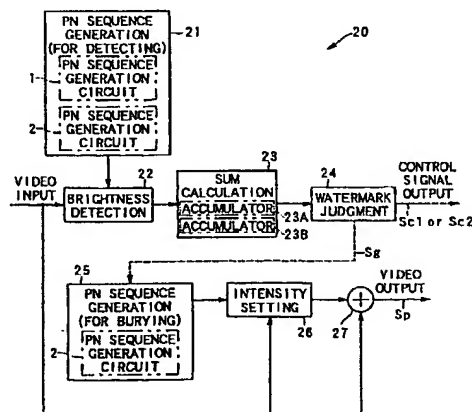 PN SEQUENCE
GENERATION
(FOR DETECTING)
21
20
1
PN SEQUENCE
GENERATION
CIRCUIT
2
PN SEQUENCE
GENERATION
CIRCUIT
VIDEO
INPUT
22
BRIGHTNESS
DETECTION
23
SUM
CALCULATION
ACCUMULATOR
23A
ACCUMULATOR
23B
24
WATERMARK
JUDGMENT
CONTROL
SIGNAL
OUTPUT
Sc1 or Sc2
Sg
25
PN SEQUENCE
GENERATION
(FOR BURYING)
2
PN SEQUENCE
GENERATION
CIRCUIT
INTENSITY
SETTING
26
+
27
VIDEO
OUTPUT
Sp